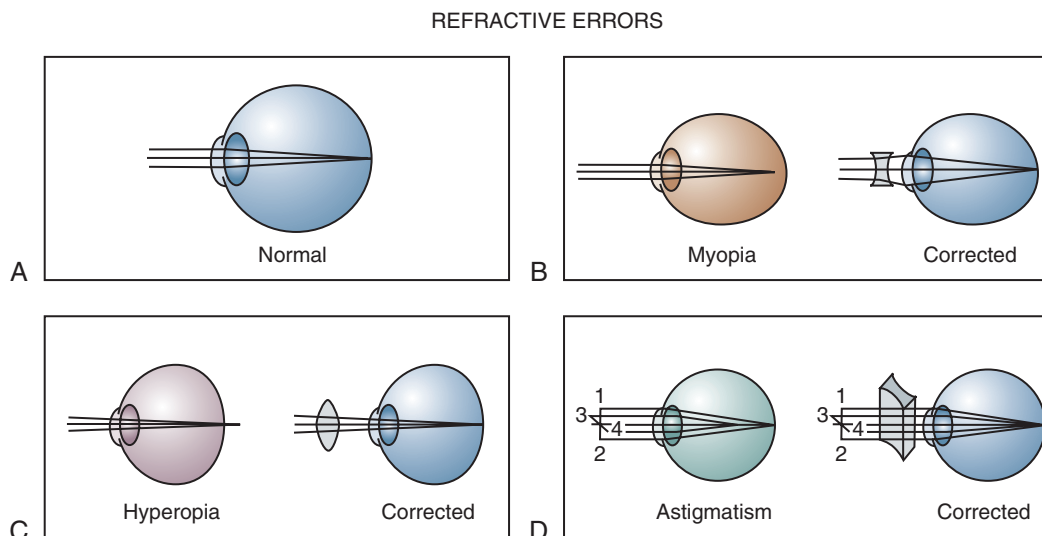 REFRACTIVE ERRORS
A
Normal
B
Myopia
Corrected
C
Hyperopia
Corrected
D
1
3
4
2
Astigmatism
1
3
4
2
Corrected